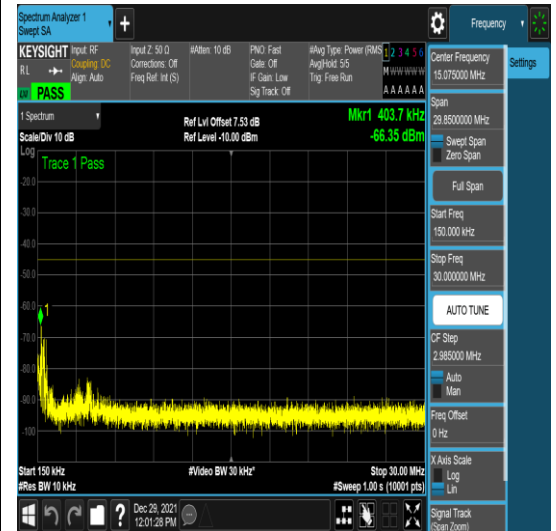 Spectrum Analyzer 1
Swept SA
+
Frequency
KEYSIGHT
RL
PASS
Input: RF
Coupling: DC
Align: Auto
Input Z: 50 Ω
Corrections: Off
Freq Ref: Int (S)
#Atten: 10 dB
PNO: Fast
Gate: Off
IF Gain: Low
Sig Track: Off
#Avg Type: Power (RMS
Avg|Hold: 5/5
Trig: Free Run
1 2 3 4 5 6
M W W W W W
A A A A A A
1 Spectrum
Scale/Div 10 dB
Ref Lvl Offset 7.53 dB
Ref Level -10.00 dBm
Mkr1 403.7 kHz
-66.35 dBm
Log
Trace 1 Pass
-20.0
-30.0
-40.0
-50.0
-60.0
1
-70.0
-80.0
-90.0
-100
Start 150 kHz
#Res BW 10 kHz
#Video BW 30 kHz*
Stop 30.00 MHz
#Sweep 1.00 s (10001 pts)
Center Frequency
15.075000 MHz
Settings
Span
29.8500000 MHz
Swept Span
Zero Span
Full Span
Start Freq
150.000 kHz
Stop Freq
30.000000 MHz
AUTO TUNE
CF Step
2.985000 MHz
Auto
Man
Freq Offset
0 Hz
X Axis Scale
Log
Lin
Signal Track
(Span Zoom)
?
Dec 29, 2021
12:01:28 PM